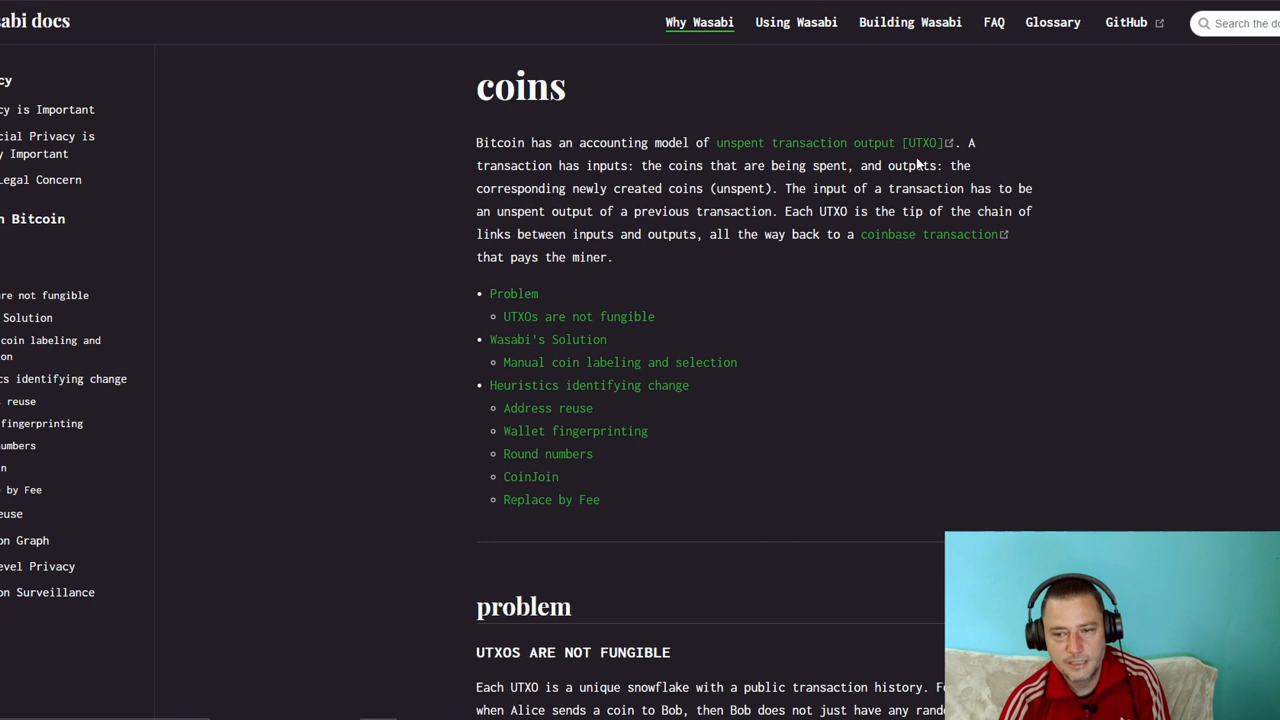 abi docs
Why Wasabi Using Wasabi Building Wasabi FAQ Glossary GitHub Search the do
cy
cy is Important
cial Privacy is
y Important
Legal Concern
n Bitcoin
re not fungible
Solution
coin labeling and
on
cs identifying change
s reuse
fingerprinting
umbers
n
e by Fee
euse
on Graph
evel Privacy
on Surveillance
coins
Bitcoin has an accounting model of unspent transaction output [UTXO]. A
transaction has inputs: the coins that are being spent, and outputs: the
corresponding newly created coins (unspent). The input of a transaction has to be
an unspent output of a previous transaction. Each UTXO is the tip of the chain of
links between inputs and outputs, all the way back to a coinbase transaction
that pays the miner.
• Problem
UTXOs are not fungible
• Wasabi's Solution
Manual coin labeling and selection
• Heuristics identifying change
Address reuse
Wallet fingerprinting
Round numbers
CoinJoin
Replace by Fee
problem
UTXOS ARE NOT FUNGIBLE
Each UTXO is a unique snowflake with a public transaction history. Fo
when Alice sends a coin to Bob, then Bob does not just have any rand